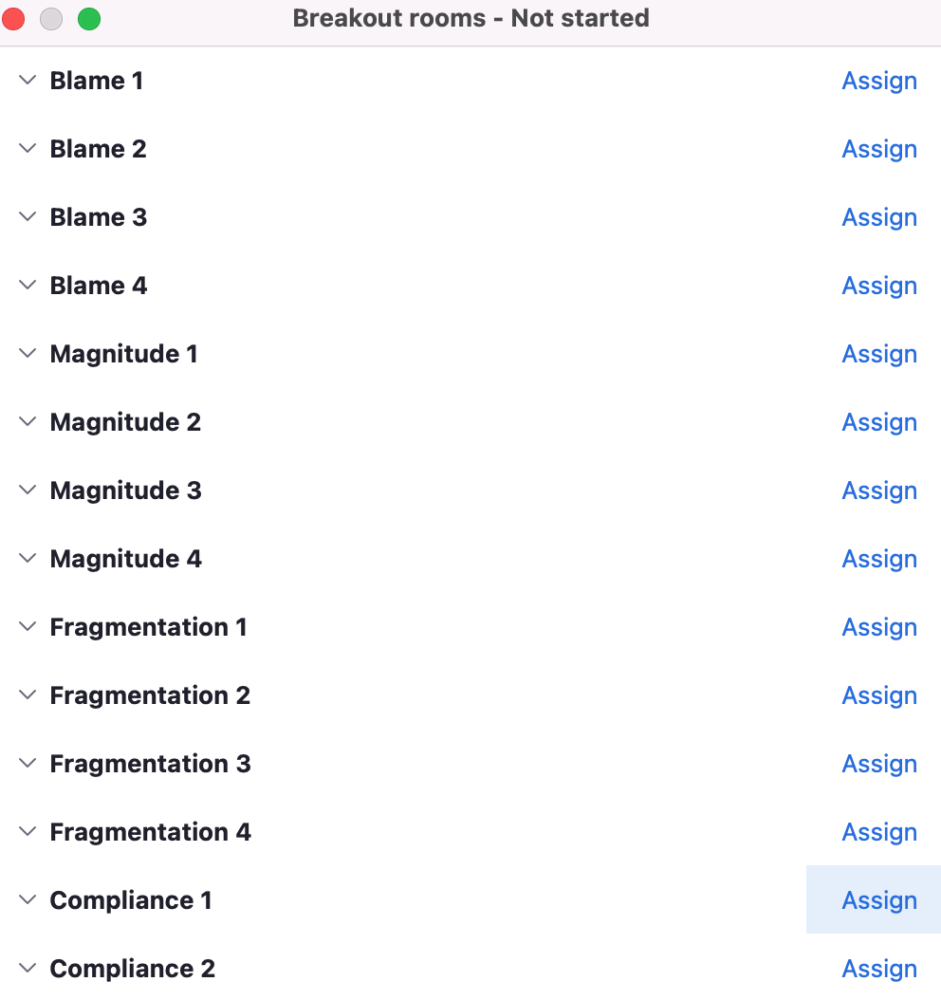 Breakout rooms - Not started
Blame 1 Assign
Blame 2 Assign
Blame 3 Assign
Blame 4 Assign
Magnitude 1 Assign
Magnitude 2 Assign
Magnitude 3 Assign
Magnitude 4 Assign
Fragmentation 1 Assign
Fragmentation 2 Assign
Fragmentation 3 Assign
Fragmentation 4 Assign
Compliance 1 Assign
Compliance 2 Assign